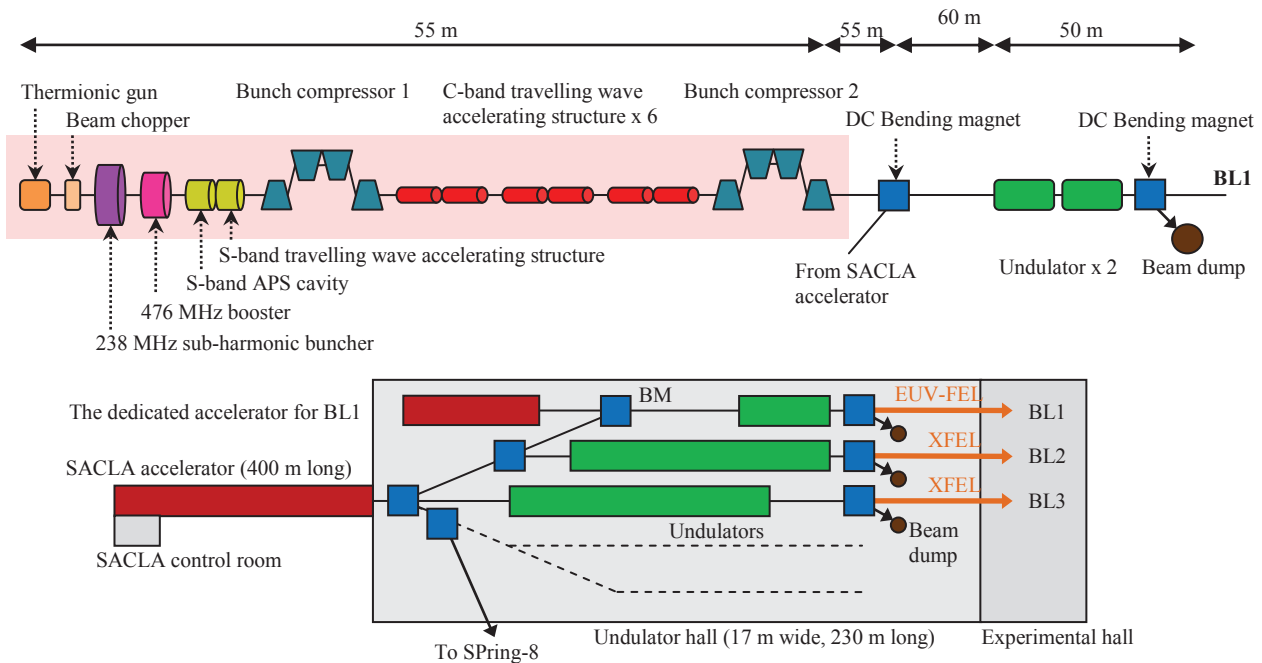 55 m
55 m
60 m
50 m
Thermionic gun
Beam chopper
Bunch compressor 1
C-band travelling wave
accelerating structure x 6
Bunch compressor 2
DC Bending magnet
DC Bending magnet
BL1
S-band travelling wave accelerating structure
S-band APS cavity
476 MHz booster
238 MHz sub-harmonic buncher
From SACLA
accelerator
Undulator x 2
Beam dump
The dedicated accelerator for BL1
BM
EUV-FEL
BL1
SACLA accelerator (400 m long)
XFEL
BL2
XFEL
BL3
SACLA control room
Undulators
Beam
dump
To SPring-8
Undulator hall (17 m wide, 230 m long)
Experimental hall